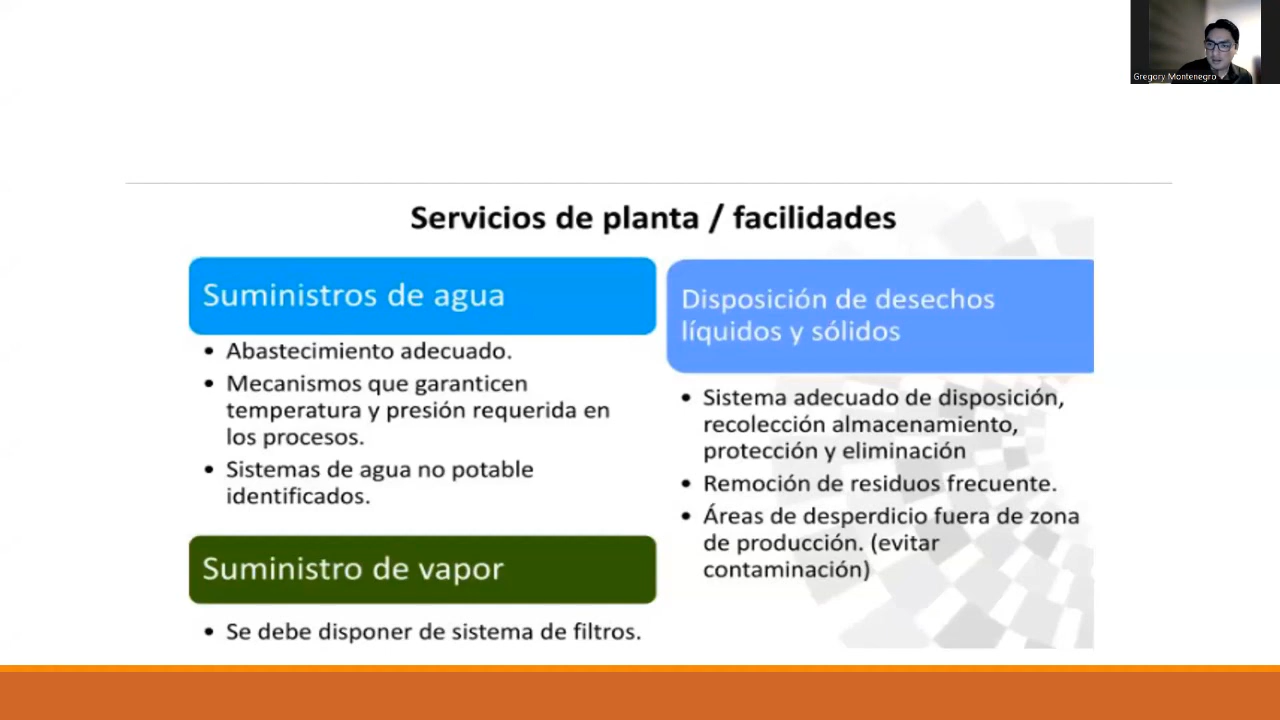 Gregory Montenegro
Servicios de planta / facilidades
Suministros de agua
• Abastecimiento adecuado.
• Mecanismos que garanticen
temperatura y presión requerida en
los procesos.
• Sistemas de agua no potable
identificados.
Suministro de vapor
• Se debe disponer de sistema de filtros.
Disposición de desechos
líquidos y sólidos
• Sistema adecuado de disposición,
recolección almacenamiento,
protección y eliminación
• Remoción de residuos frecuente.
• Áreas de desperdicio fuera de zona
de producción. (evitar
contaminación)